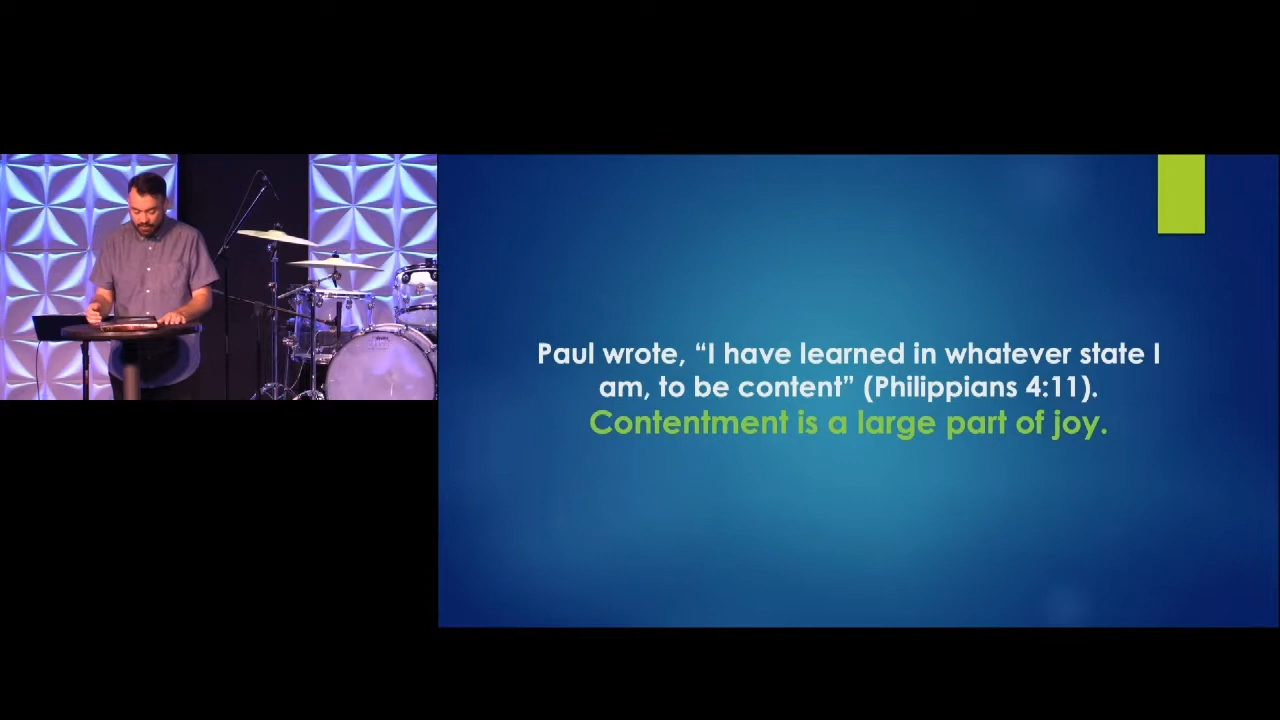 Paul wrote, “I have learned in whatever state I
am, to be content” (Philippians 4:11).
Contentment is a large part of joy.